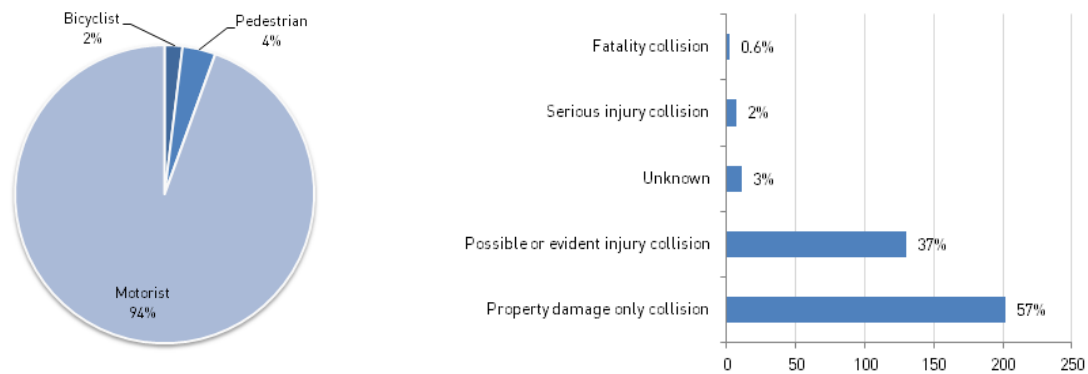 Bicyclist
2%
Pedestrian
4%
Motorist
94%
Fatality collision
0.6%
Serious injury collision
2%
Unknown
3%
Possible or evident injury collision
37%
Property damage only collision
57%
0 50 100 150 200 250